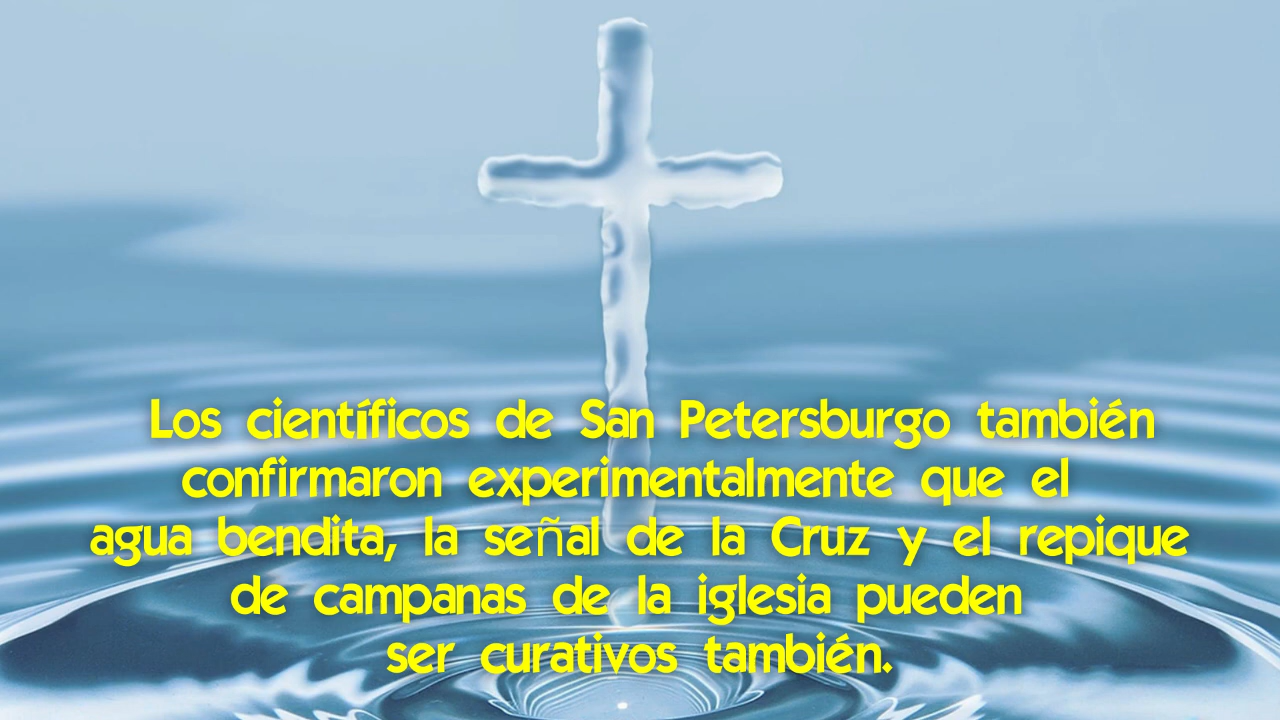 Los científicos de San Petersburgo también
confirmaron experimentalmente que el
agua bendita, la señal de la Cruz y el repique
de campanas de la iglesia pueden
ser curativos también.